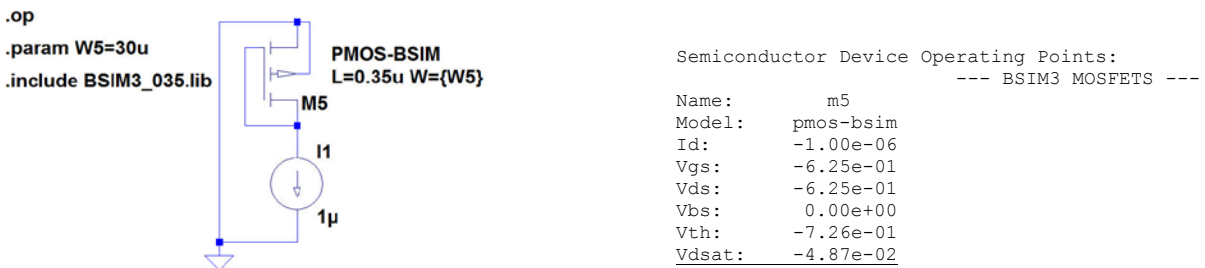 .op
.param W5=30u
.include BSIM3_035.lib
PMOS-BSIM
L=0.35u W={W5}
M5
I1
1µ
Semiconductor Device Operating Points:
--- BSIM3 MOSFETS ---
Name: m5
Model: pmos-bsim
Id: -1.00e-06
Vgs: -6.25e-01
Vds: -6.25e-01
Vbs: 0.00e+00
Vth: -7.26e-01
Vdsat: -4.87e-02